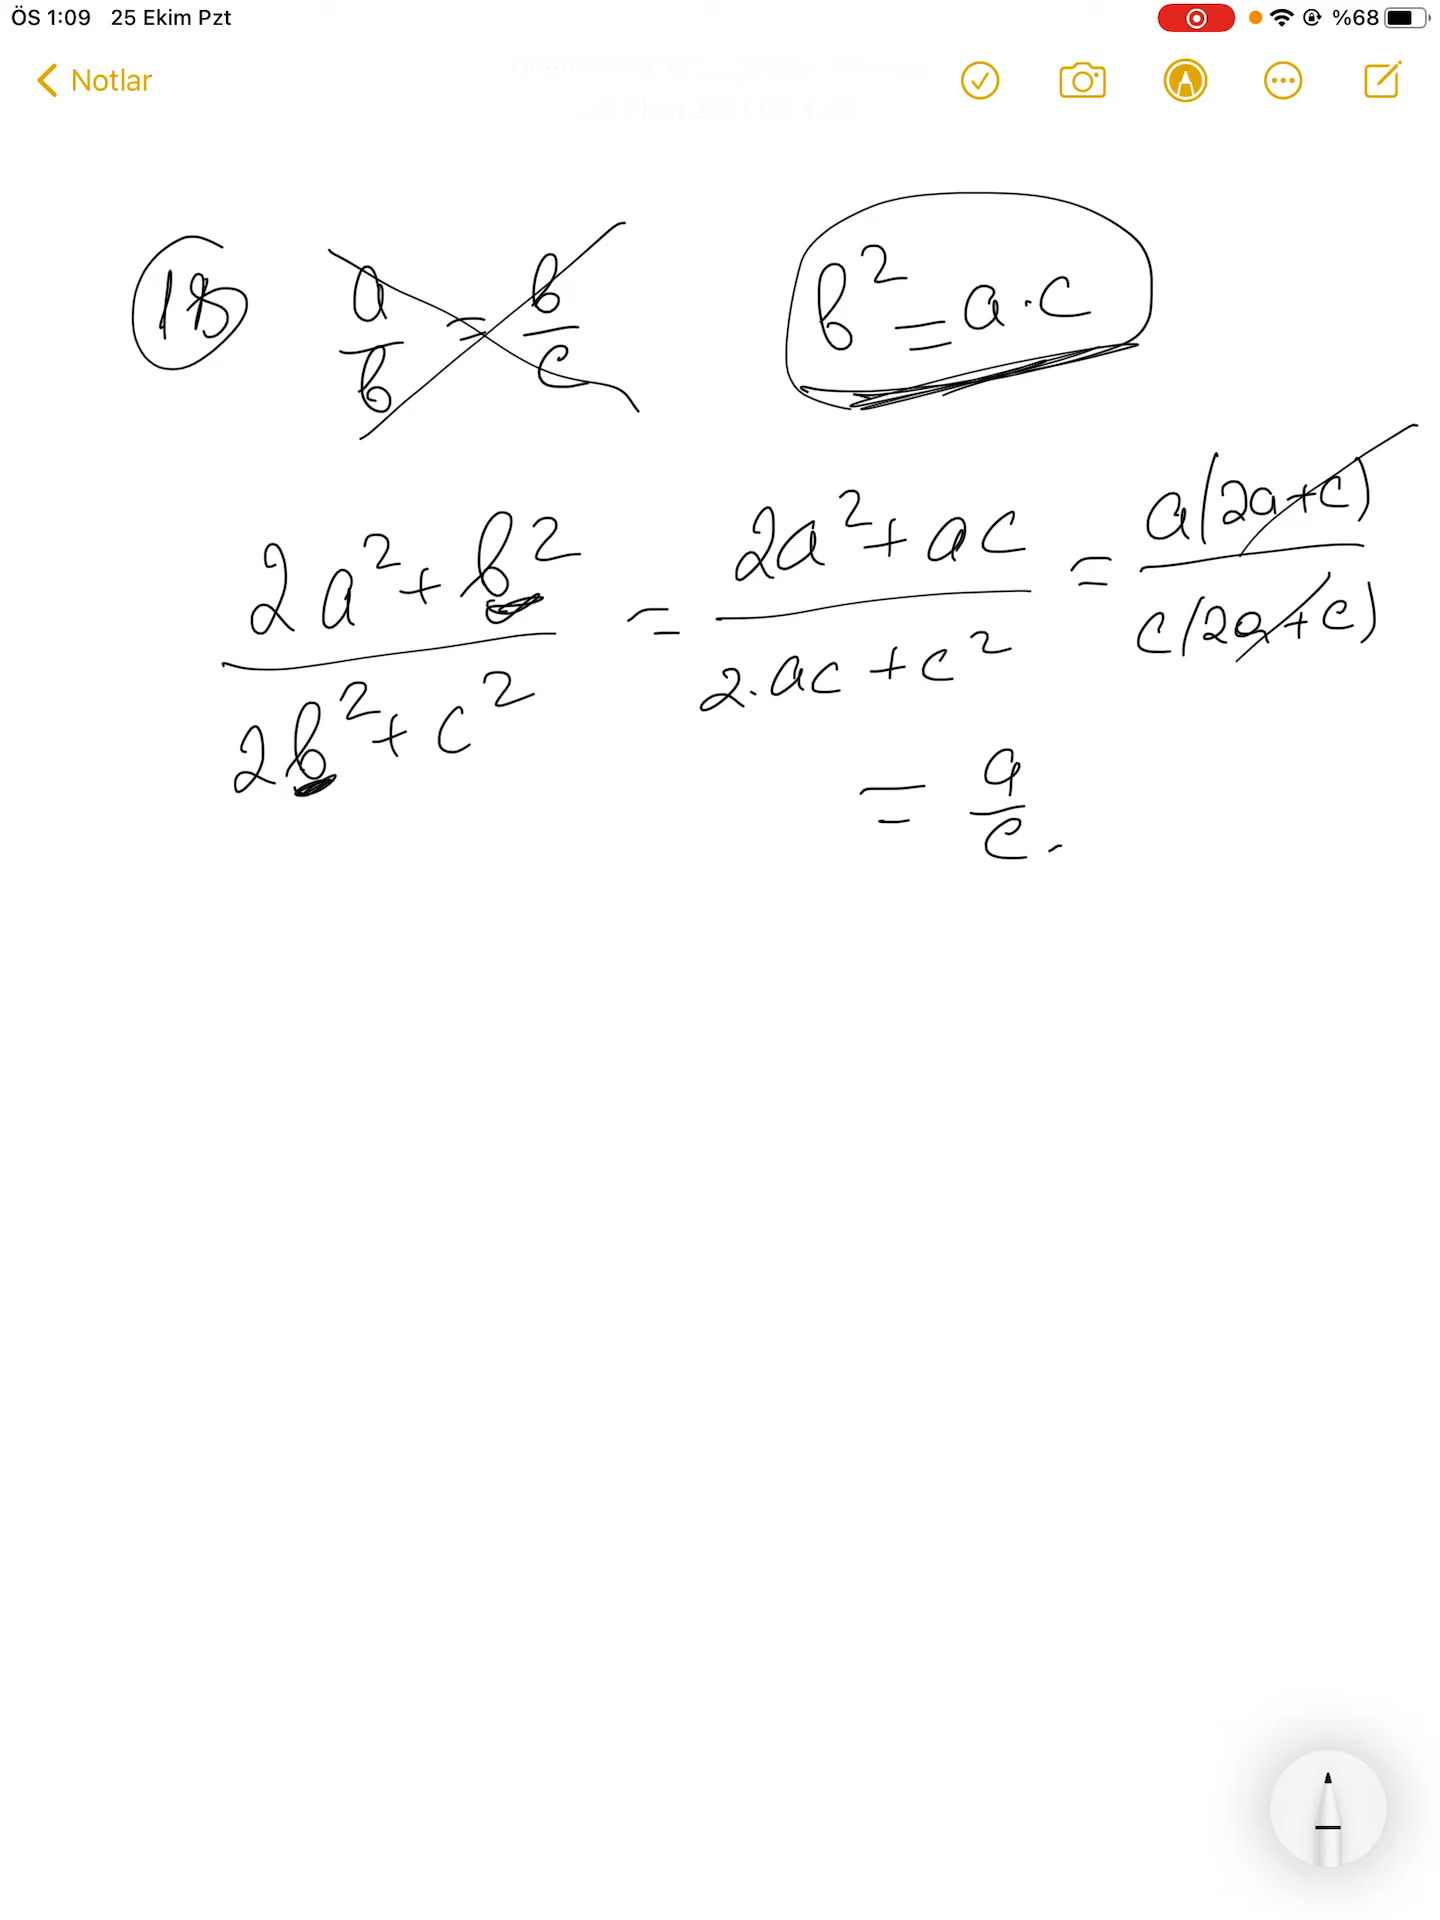 ÖS 1:09 25 Ekim Pzt %68
Notlar
a/b = b/c b² = a·c
(2a² + b²)/(2b² + c²) = (2a² + ac)/(2·ac + c²) = a(2a+c)/c(2a+c)
= a/c.